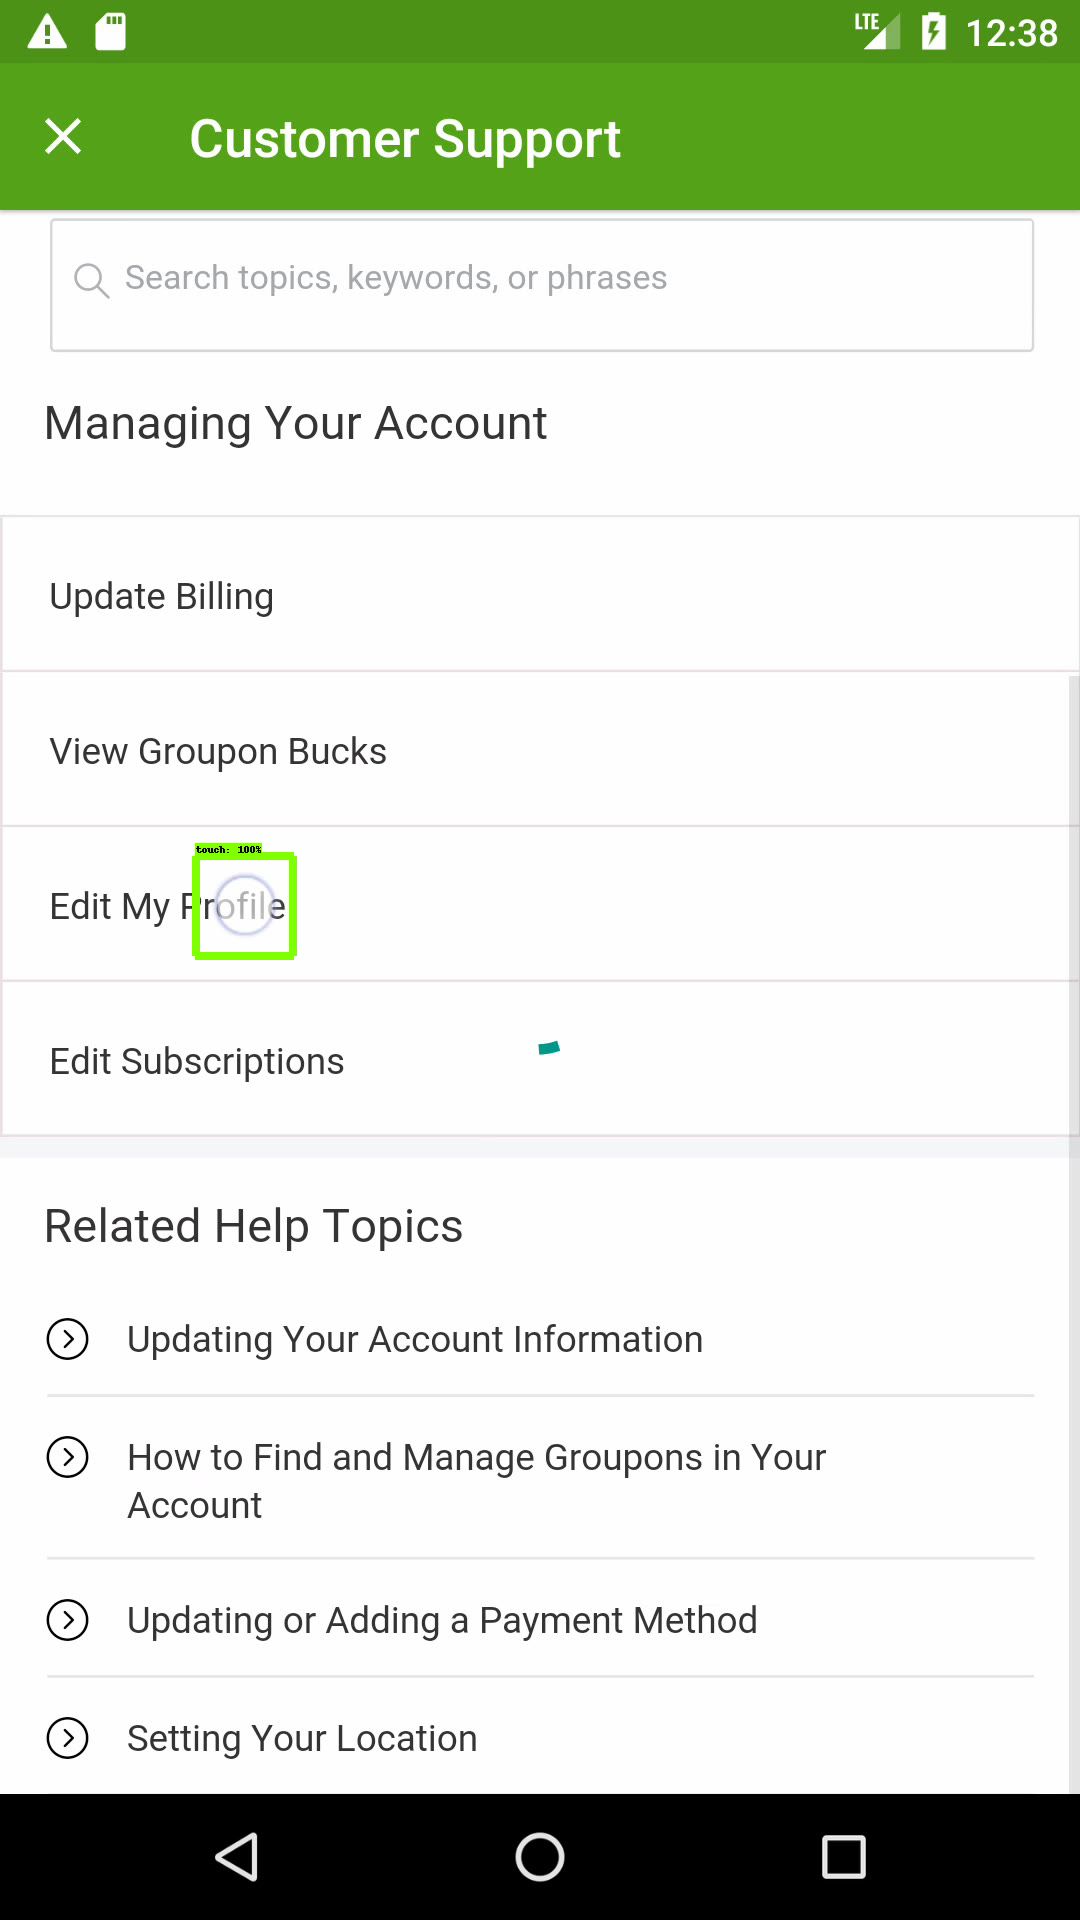 LTE 12:38
Customer Support
Search topics, keywords, or phrases
Managing Your Account
Update Billing
View Groupon Bucks
touch: 100%
Edit My Profile
Edit Subscriptions
Related Help Topics
Updating Your Account Information
How to Find and Manage Groupons in Your
Account
Updating or Adding a Payment Method
Setting Your Location